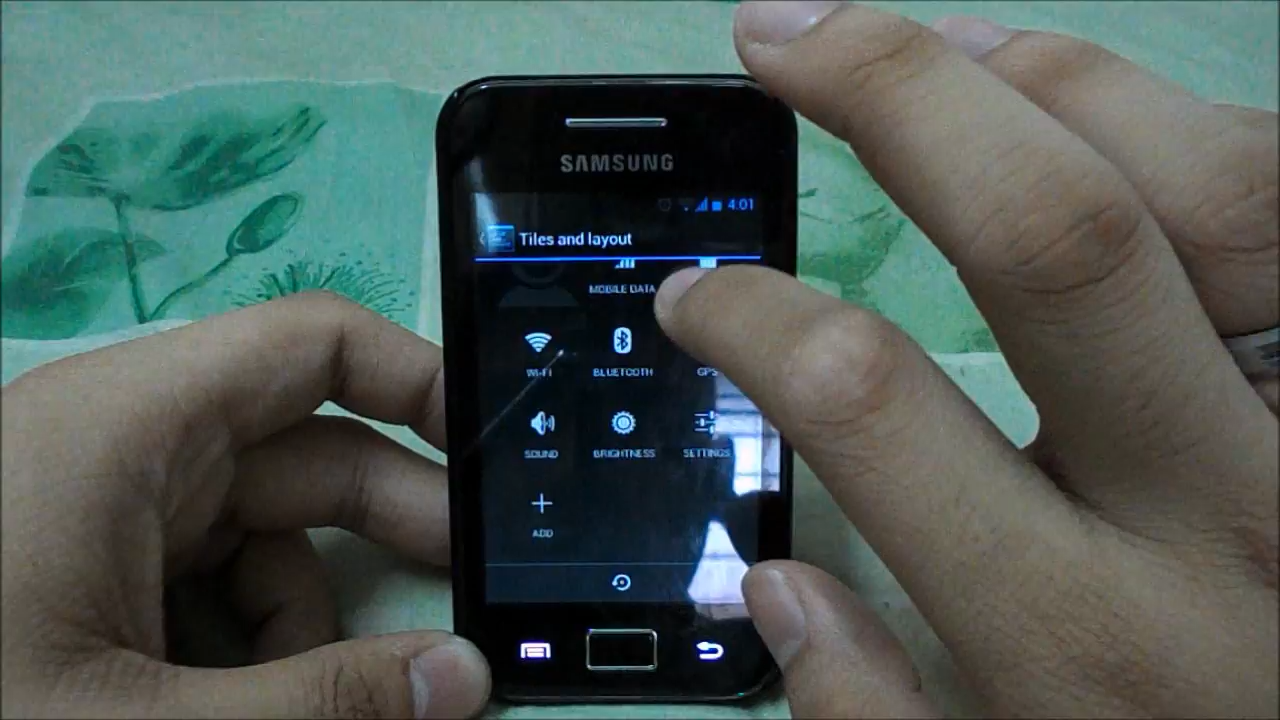 SAMSUNG
4:01
Tiles and layout
MOBILE DATA
WI-FI BLUETOOTH GPS
SOUND BRIGHTNESS SETTINGS
ADD